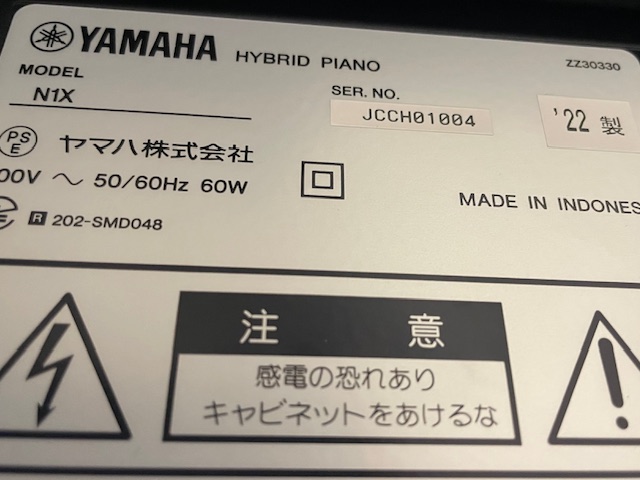 YAMAHA HYBRID PIANO ZZ30330
MODEL
N1X
SER. NO.
JCCH01004
'22 製
PS
E
ヤマハ株式会社
00V ～ 50/60Hz 60W
MADE IN INDONES
R 202-SMD048
注意
感電の恐れあり
キャビネットをあけるな